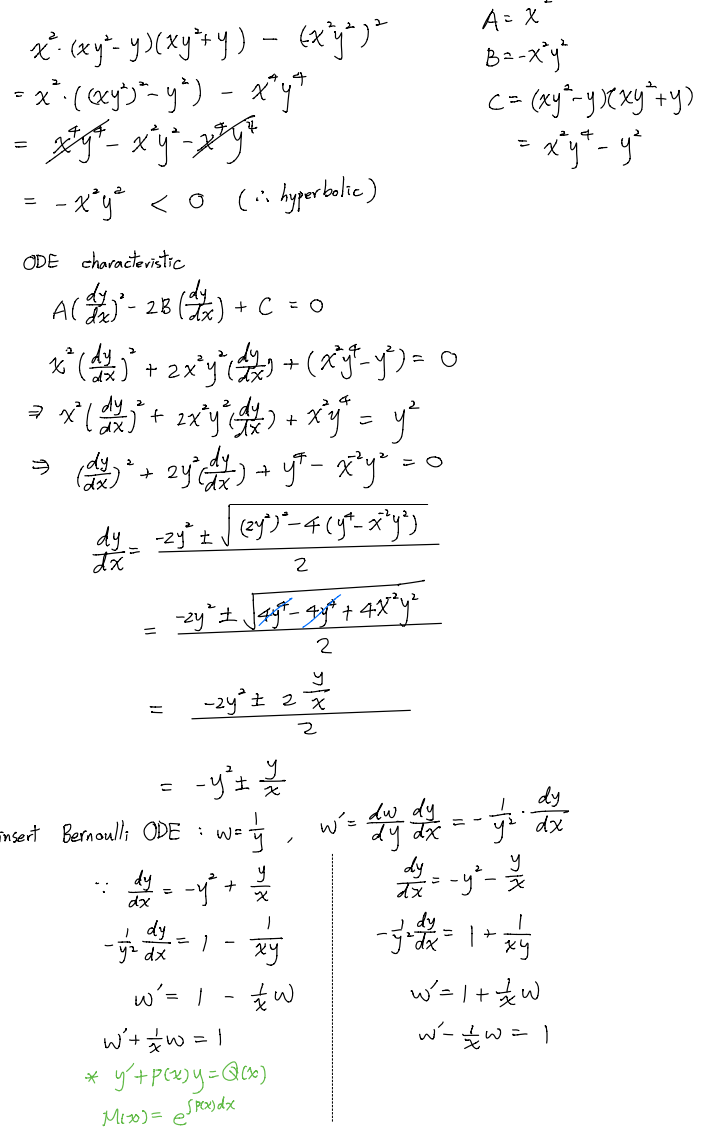 x²·(xy²-y)(xy²+y) - (-x²y²)²
= x²·((xy²)²-y²) - x⁴y⁴
= x⁴y⁴ - x²y² - x⁴y⁴
= -x²y² < 0 (∴ hyperbolic)
A = x²
B = -x²y²
C = (xy²-y)(xy²+y)
= x²y⁴ - y²
ODE characteristic
A(dy/dx)² - 2B(dy/dx) + C = 0
x²(dy/dx)² + 2x²y²(dy/dx) + (x²y⁴-y²) = 0
⇒ x²(dy/dx)² + 2x²y²(dy/dx) + x²y⁴ = y²
⇒ (dy/dx)² + 2y²(dy/dx) + y⁴ - x⁻²y² = 0
dy/dx = (-2y² ± √((2y²)² - 4(y⁴ - x⁻²y²)))/2
= (-2y² ± √(4y⁴ - 4y⁴ + 4x⁻²y²))/2
= (-2y² ± 2 y/x)/2
= -y² ± y/x
insert Bernoulli ODE : w = 1/y , w' = dw/dy dy/dx = -1/y² · dy/dx
∵ dy/dx = -y² + y/x
-1/y² dy/dx = 1 - 1/xy
w' = 1 - 1/x w
w' + 1/x w = 1
* y' + P(x)y = Q(x)
M(x) = e^∫P(x)dx
dy/dx = -y² - y/x
-1/y² dy/dx = 1 + 1/xy
w' = 1 + 1/x w
w' - 1/x w = 1